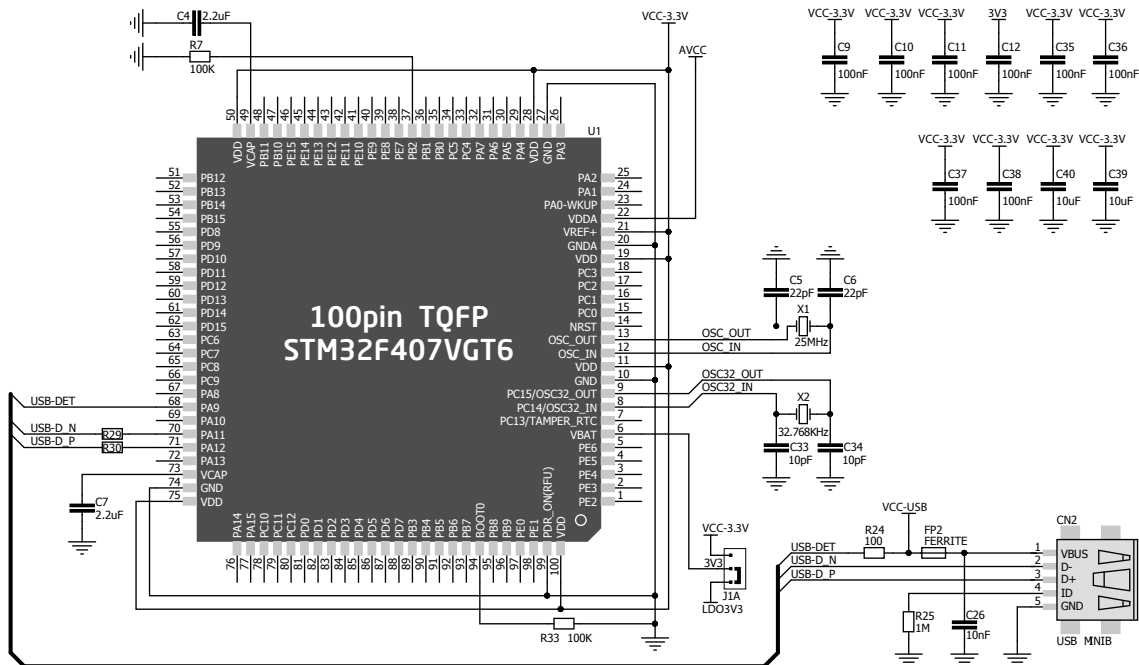 C4
2.2uF
R7
100K
VCC-3.3V
AVCC
VCC-3.3V
C9
100nF
VCC-3.3V
C10
100nF
VCC-3.3V
C11
100nF
3V3
C12
100nF
VCC-3.3V
C35
100nF
VCC-3.3V
C36
100nF
VCC-3.3V
C37
100nF
VCC-3.3V
C38
100nF
VCC-3.3V
C40
10uF
VCC-3.3V
C39
10uF
U1
50 VDD
49 VCAP
48 PB11
47 PB10
46 PE15
45 PE14
44 PE13
43 PE12
42 PE11
41 PE10
40 PE9
39 PE8
38 PE7
37 PB2
36 PB1
35 PB0
34 PC5
33 PC4
32 PA7
31 PA6
30 PA5
29 PA4
28 VDD
27 GND
26 PA3
51 PB12
52 PB13
53 PB14
54 PB15
55 PD8
56 PD9
57 PD10
58 PD11
59 PD12
60 PD13
61 PD14
62 PD15
63 PC6
64 PC7
65 PC8
66 PC9
67 PA8
68 PA9
69 PA10
70 PA11
71 PA12
72 PA13
73 VCAP
74 GND
75 VDD
100pin TQFP
STM32F407VGT6
PA2 25
PA1 24
PA0-WKUP 23
VDDA 22
VREF+ 21
GNDA 20
VDD 19
PC3 18
PC2 17
PC1 16
PC0 15
NRST 14
OSC_OUT 13
OSC_IN 12
VDD 11
GND 10
PC15/OSC32_OUT 9
PC14/OSC32_IN 8
PC13/TAMPER_RTC 7
VBAT 6
PE6 5
PE5 4
PE4 3
PE3 2
PE2 1
76 PA14
77 PA15
78 PC10
79 PC11
80 PC12
81 PD0
82 PD1
83 PD2
84 PD3
85 PD4
86 PD5
87 PD6
88 PD7
89 PB3
90 PB4
91 PB5
92 PB6
93 PB7
94 BOOT0
95 PB8
96 PB9
97 PE0
98 PE1
99 PDR_ON(RFU)
100 VDD
USB-DET
USB-D_N
R29
USB-D_P
R30
C7
2.2uF
R33 100K
C5
22pF
C6
22pF
X1
25MHz
OSC_OUT
OSC_IN
OSC32_OUT
OSC32_IN
X2
32.768KHz
C33
10pF
C34
10pF
VCC-3.3V
3V3
J1A
LDO3V3
VCC-USB
R24
100
FP2
FERRITE
USB-DET
USB-D_N
USB-D_P
R25
1M
C26
10nF
CN2
1 VBUS
2 D-
3 D+
4 ID
5 GND
USB MINIB